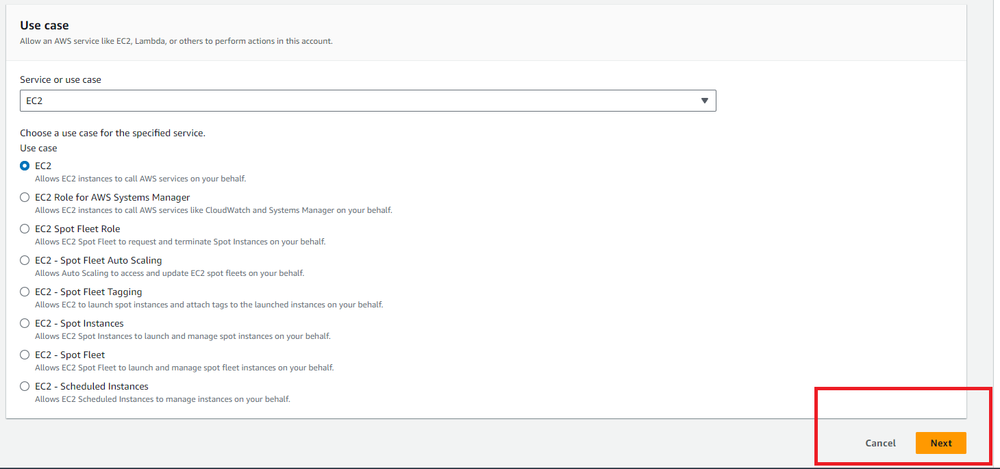 Use case
Allow an AWS service like EC2, Lambda, or others to perform actions in this account.
Service or use case
EC2
Choose a use case for the specified service.
Use case
EC2
Allows EC2 instances to call AWS services on your behalf.
EC2 Role for AWS Systems Manager
Allows EC2 instances to call AWS services like CloudWatch and Systems Manager on your behalf.
EC2 Spot Fleet Role
Allows EC2 Spot Fleet to request and terminate Spot Instances on your behalf.
EC2 - Spot Fleet Auto Scaling
Allows Auto Scaling to access and update EC2 spot fleets on your behalf.
EC2 - Spot Fleet Tagging
Allows EC2 to launch spot instances and attach tags to the launched instances on your behalf.
EC2 - Spot Instances
Allows EC2 Spot Instances to launch and manage spot instances on your behalf.
EC2 - Spot Fleet
Allows EC2 Spot Fleet to launch and manage spot fleet instances on your behalf.
EC2 - Scheduled Instances
Allows EC2 Scheduled Instances to manage instances on your behalf.
Cancel Next